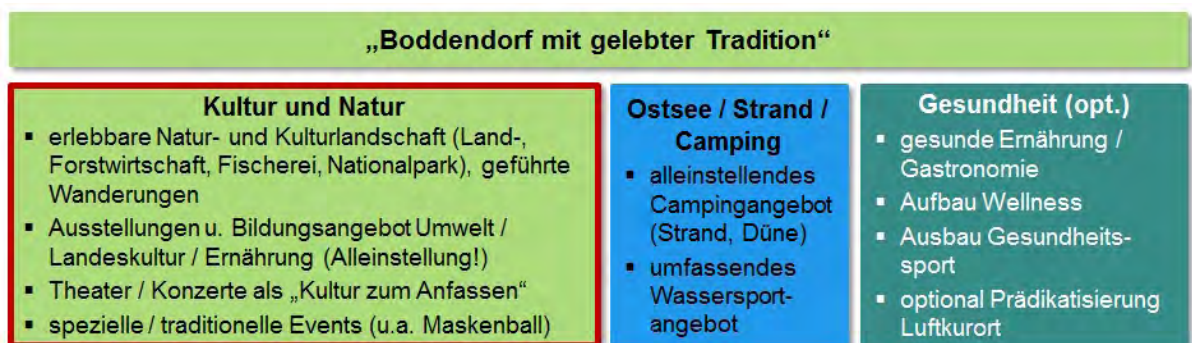 „Boddendorf mit gelebter Tradition“
Kultur und Natur
▪ erlebbare Natur- und Kulturlandschaft (Land-,
Forstwirtschaft, Fischerei, Nationalpark), geführte
Wanderungen
▪ Ausstellungen u. Bildungsangebot Umwelt /
Landeskultur / Ernährung (Alleinstellung!)
▪ Theater / Konzerte als „Kultur zum Anfassen“
▪ spezielle / traditionelle Events (u.a. Maskenball)
Ostsee / Strand /
Camping
▪ alleinstellendes
Campingangebot
(Strand, Düne)
▪ umfassendes
Wassersport-
angebot
Gesundheit (opt.)
▪ gesunde Ernährung /
Gastronomie
▪ Aufbau Wellness
▪ Ausbau Gesundheits-
sport
▪ optional Prädikatisierung
Luftkurort